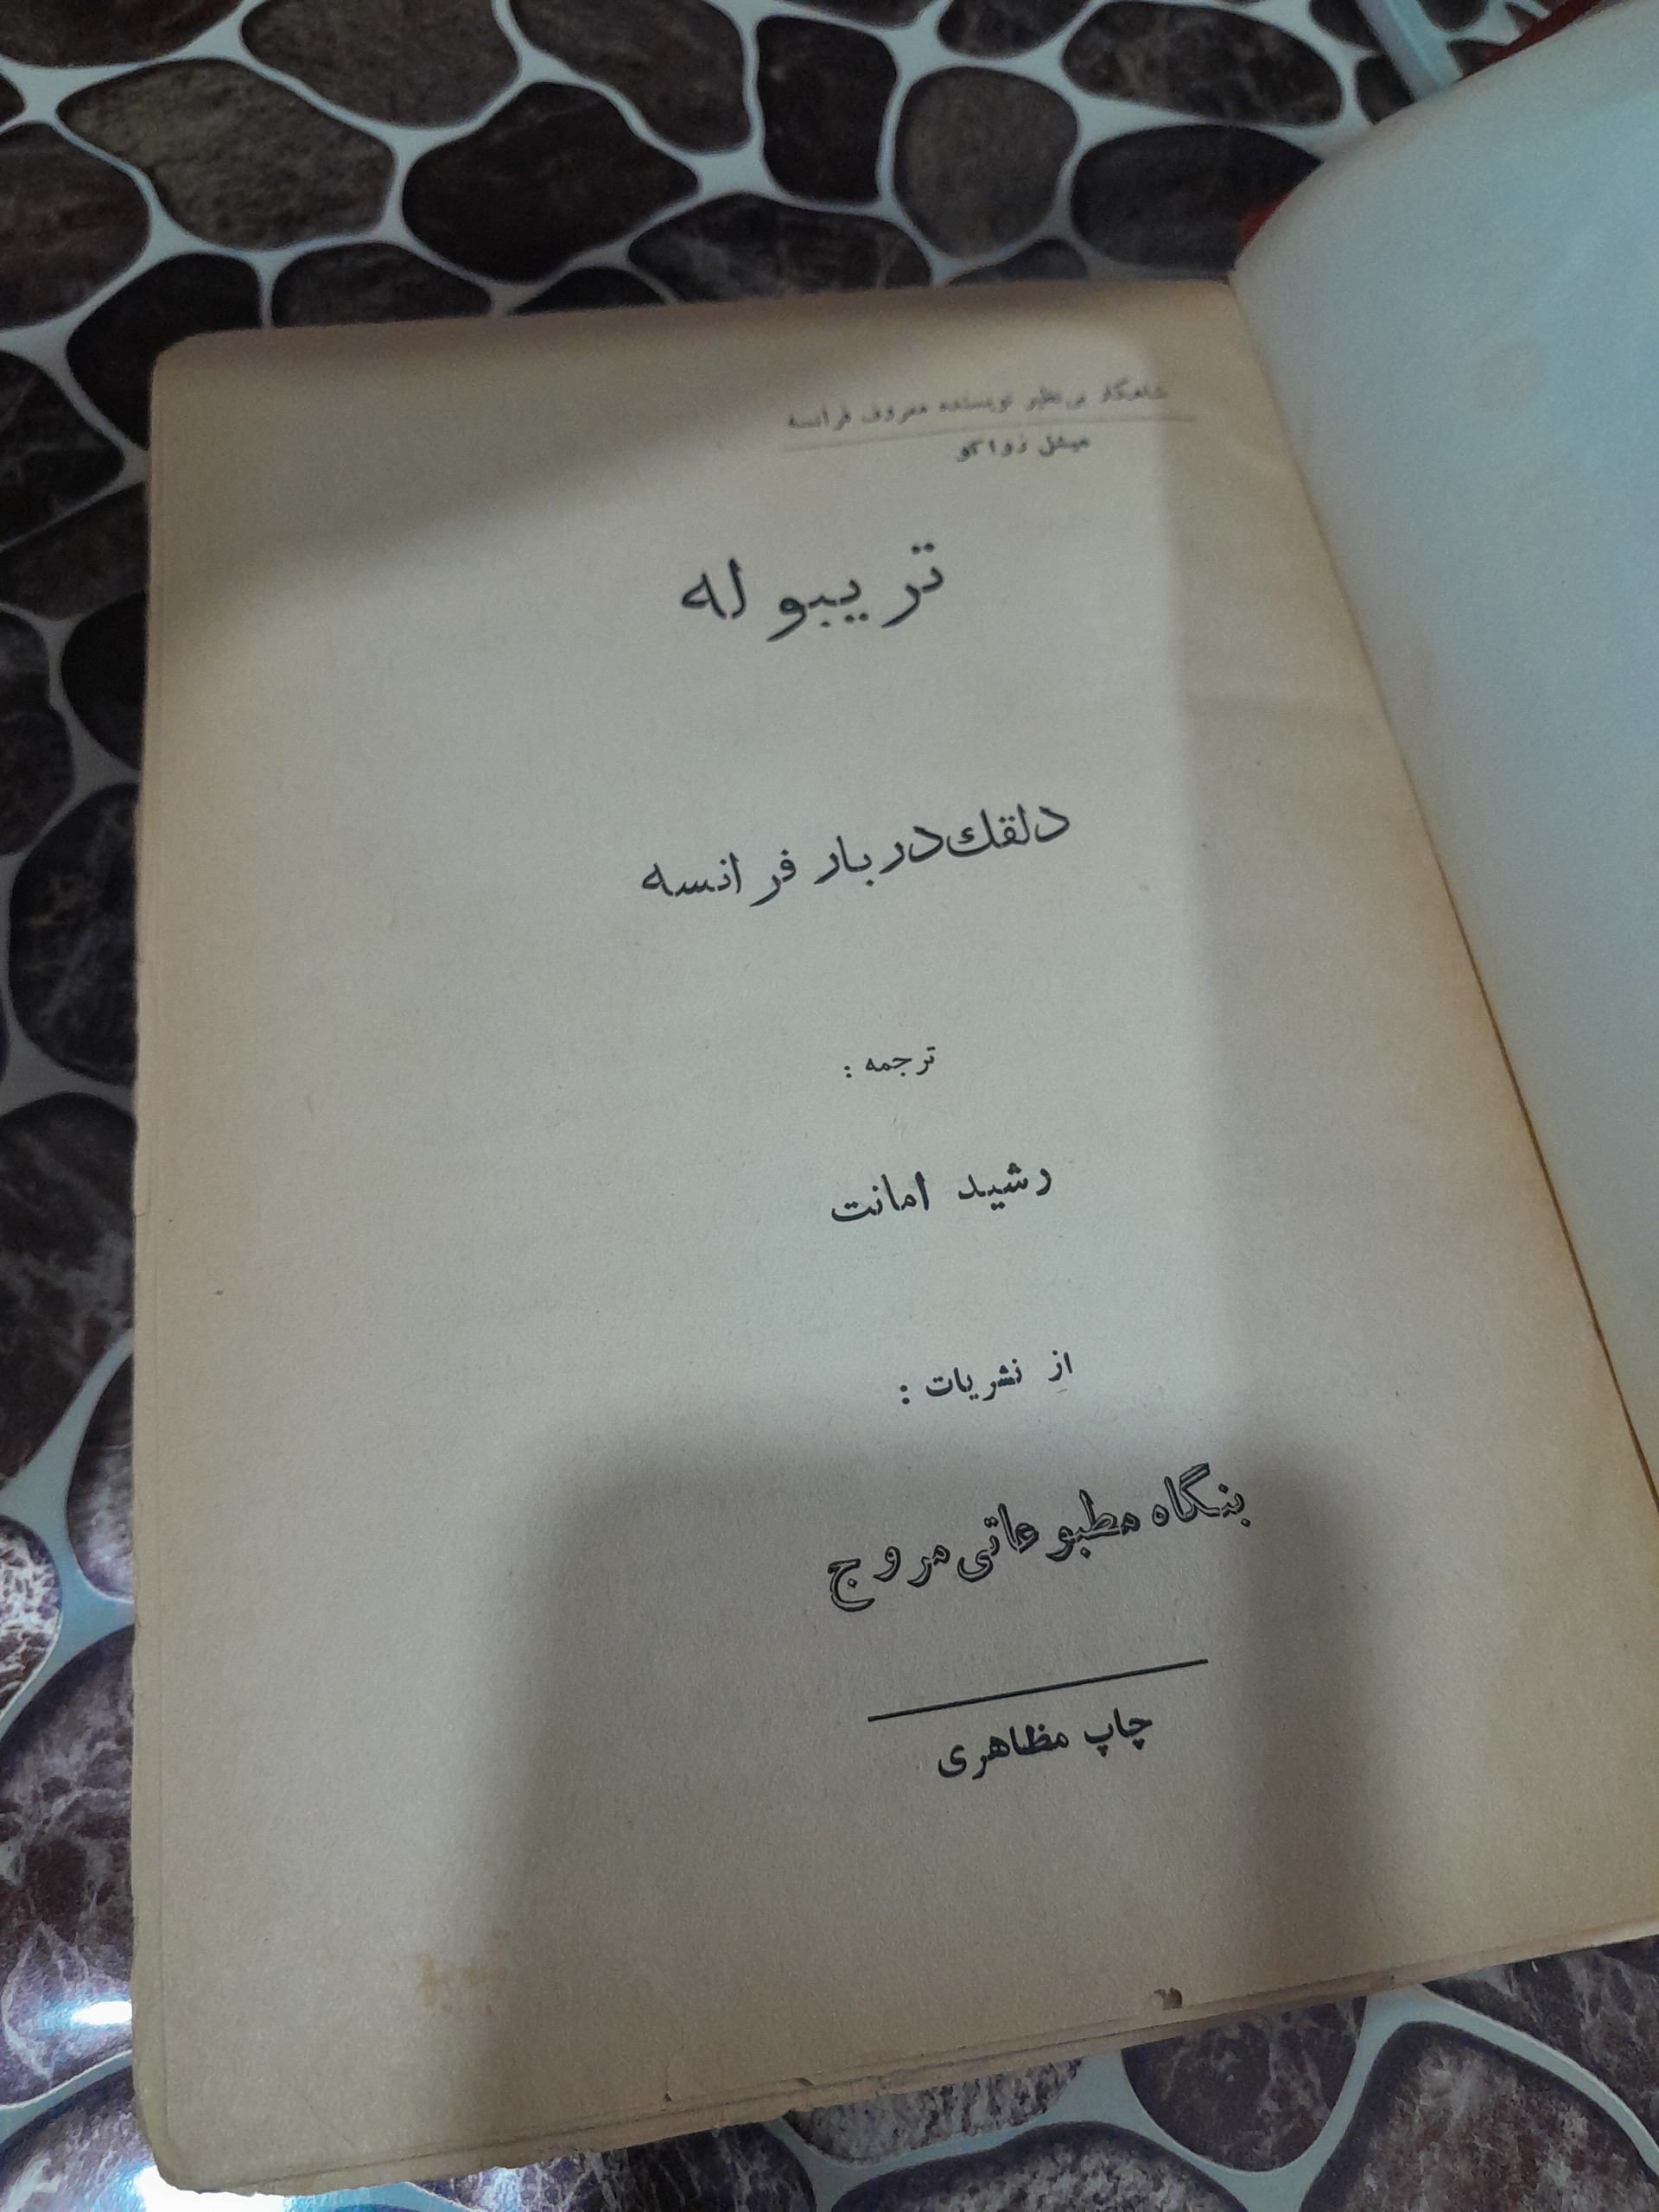 شاهکار بی‌نظیر نویسنده معروف فرانسه
میشل زواکو
تریبوله
دلقك دربار فرانسه
ترجمه :
رشید امانت
از نشریات :
بنگاه مطبوعاتی مروج
چاپ مظاهری